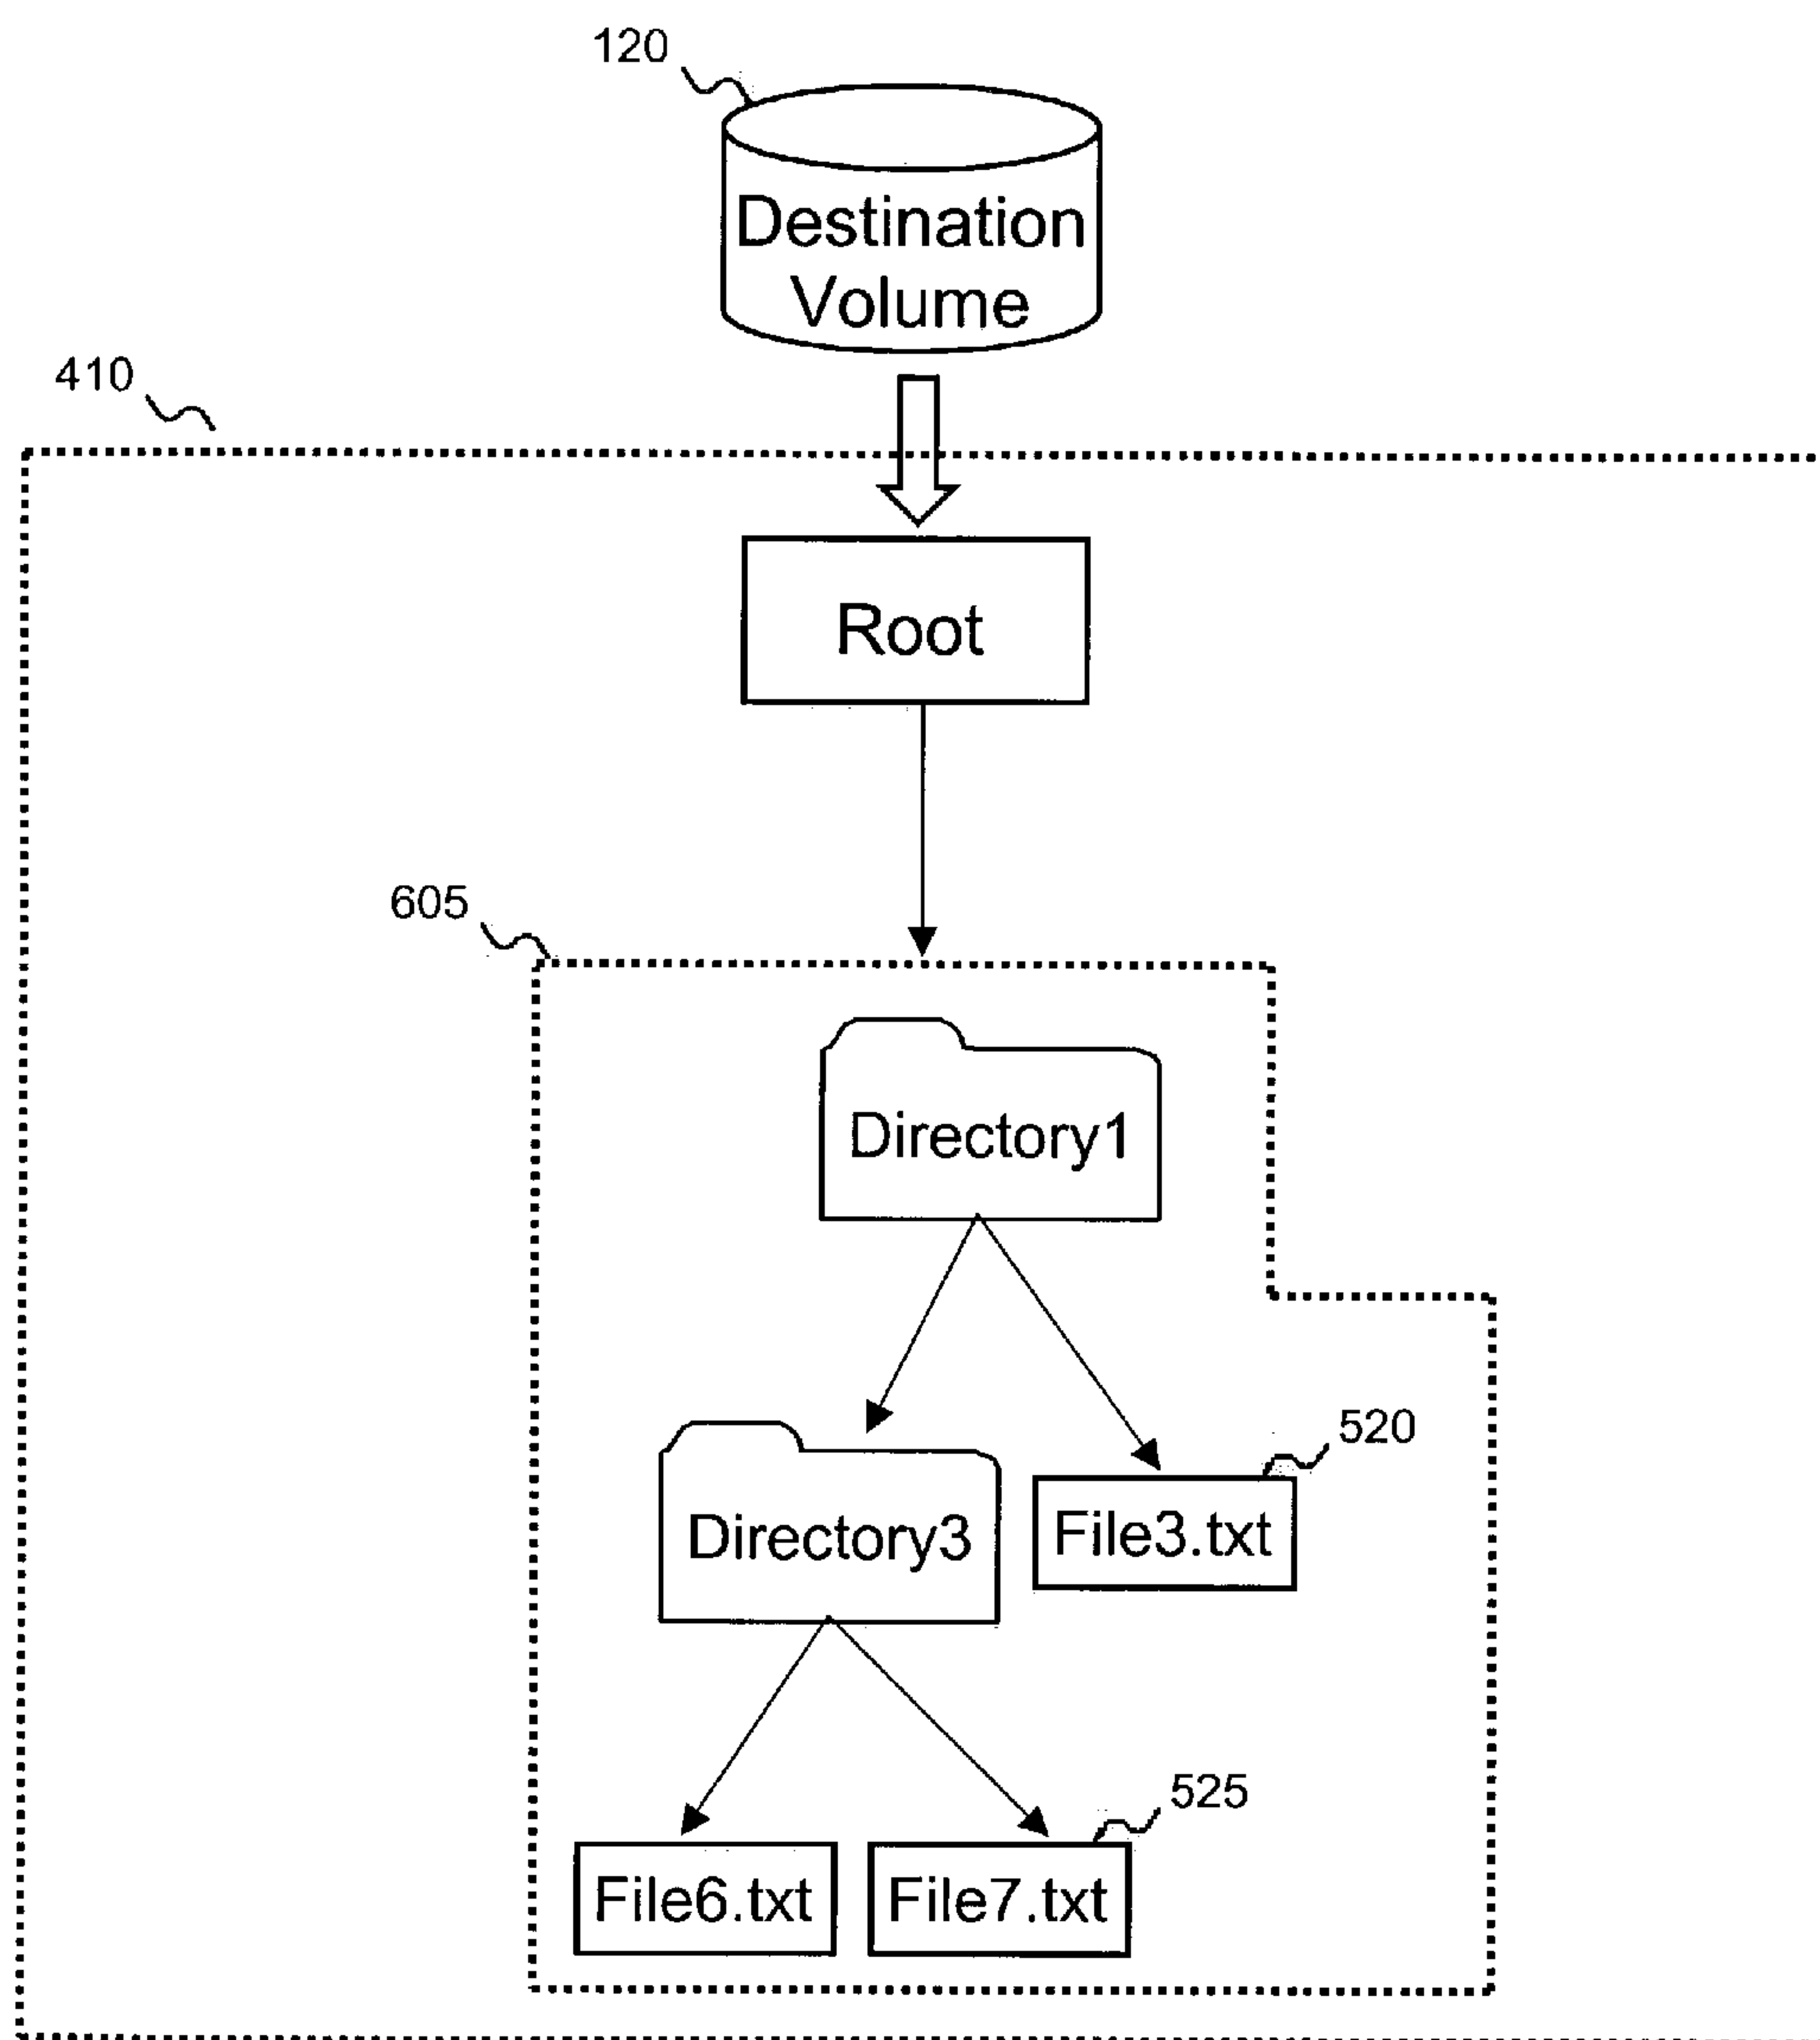 120
Destination
Volume
410
Root
605
Directory1
520
Directory3
File3.txt
525
File6.txt
File7.txt